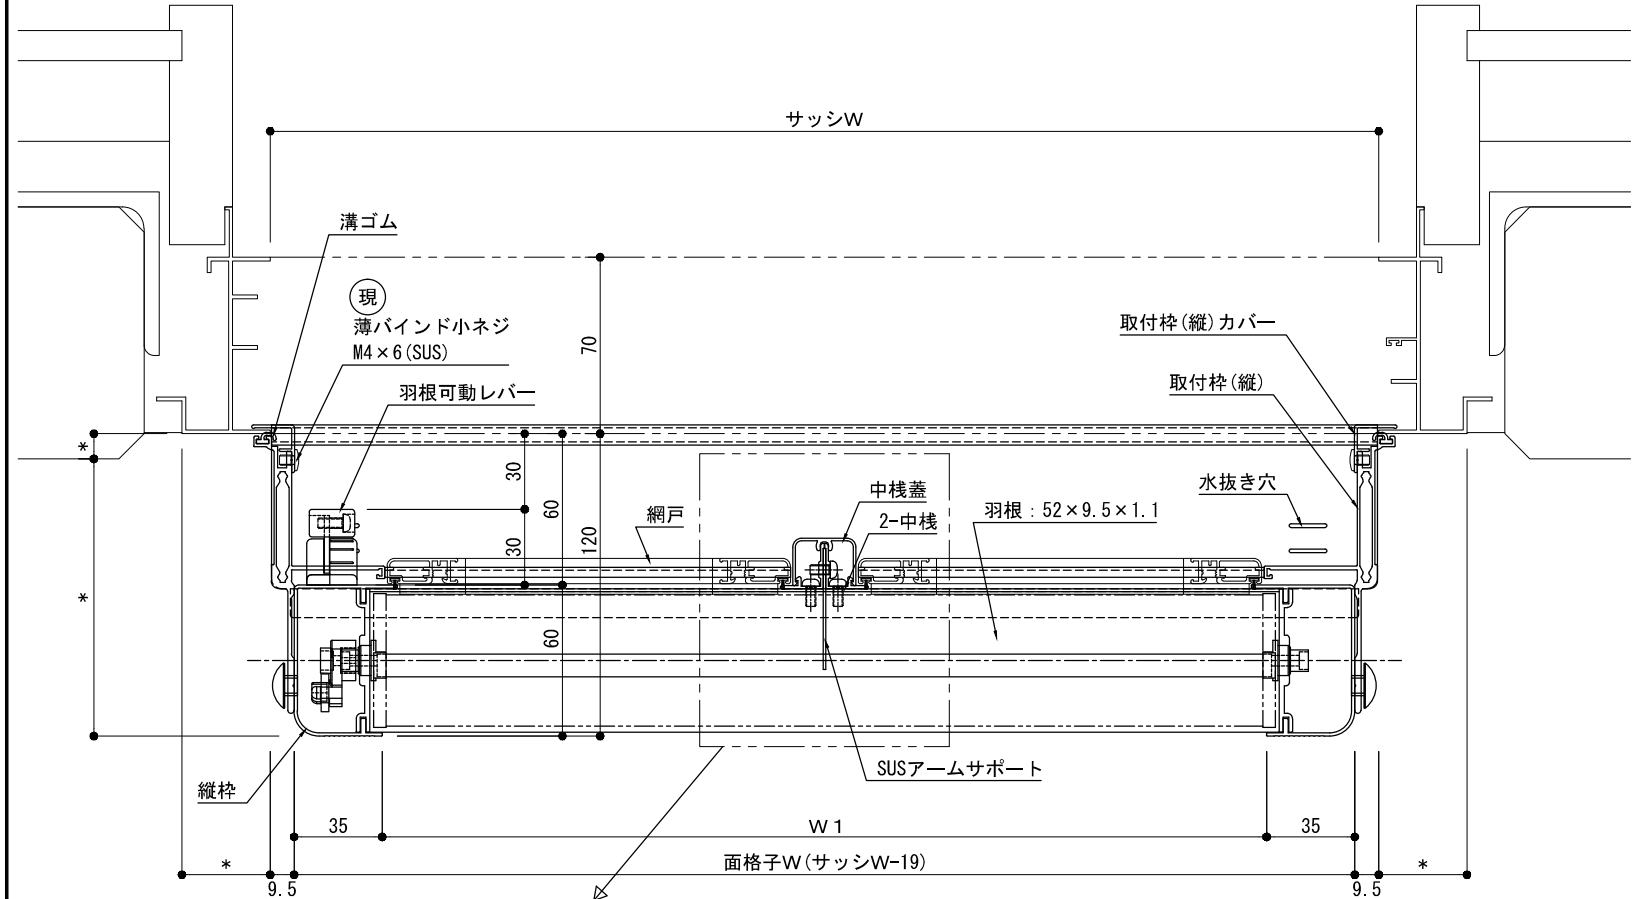 サッシW
溝ゴム
現
薄バインド小ネジ
M4×6(SUS)
羽根可動レバー
70
取付枠(縦)カバー
取付枠(縦)
*
30
60
120
30
網戸
中桟蓋
2-中桟
羽根：52×9.5×1.1
水抜き穴
*
60
縦枠
SUSアームサポート
35
W1
35
*
面格子W(サッシW-19)
*
9.5
9.5